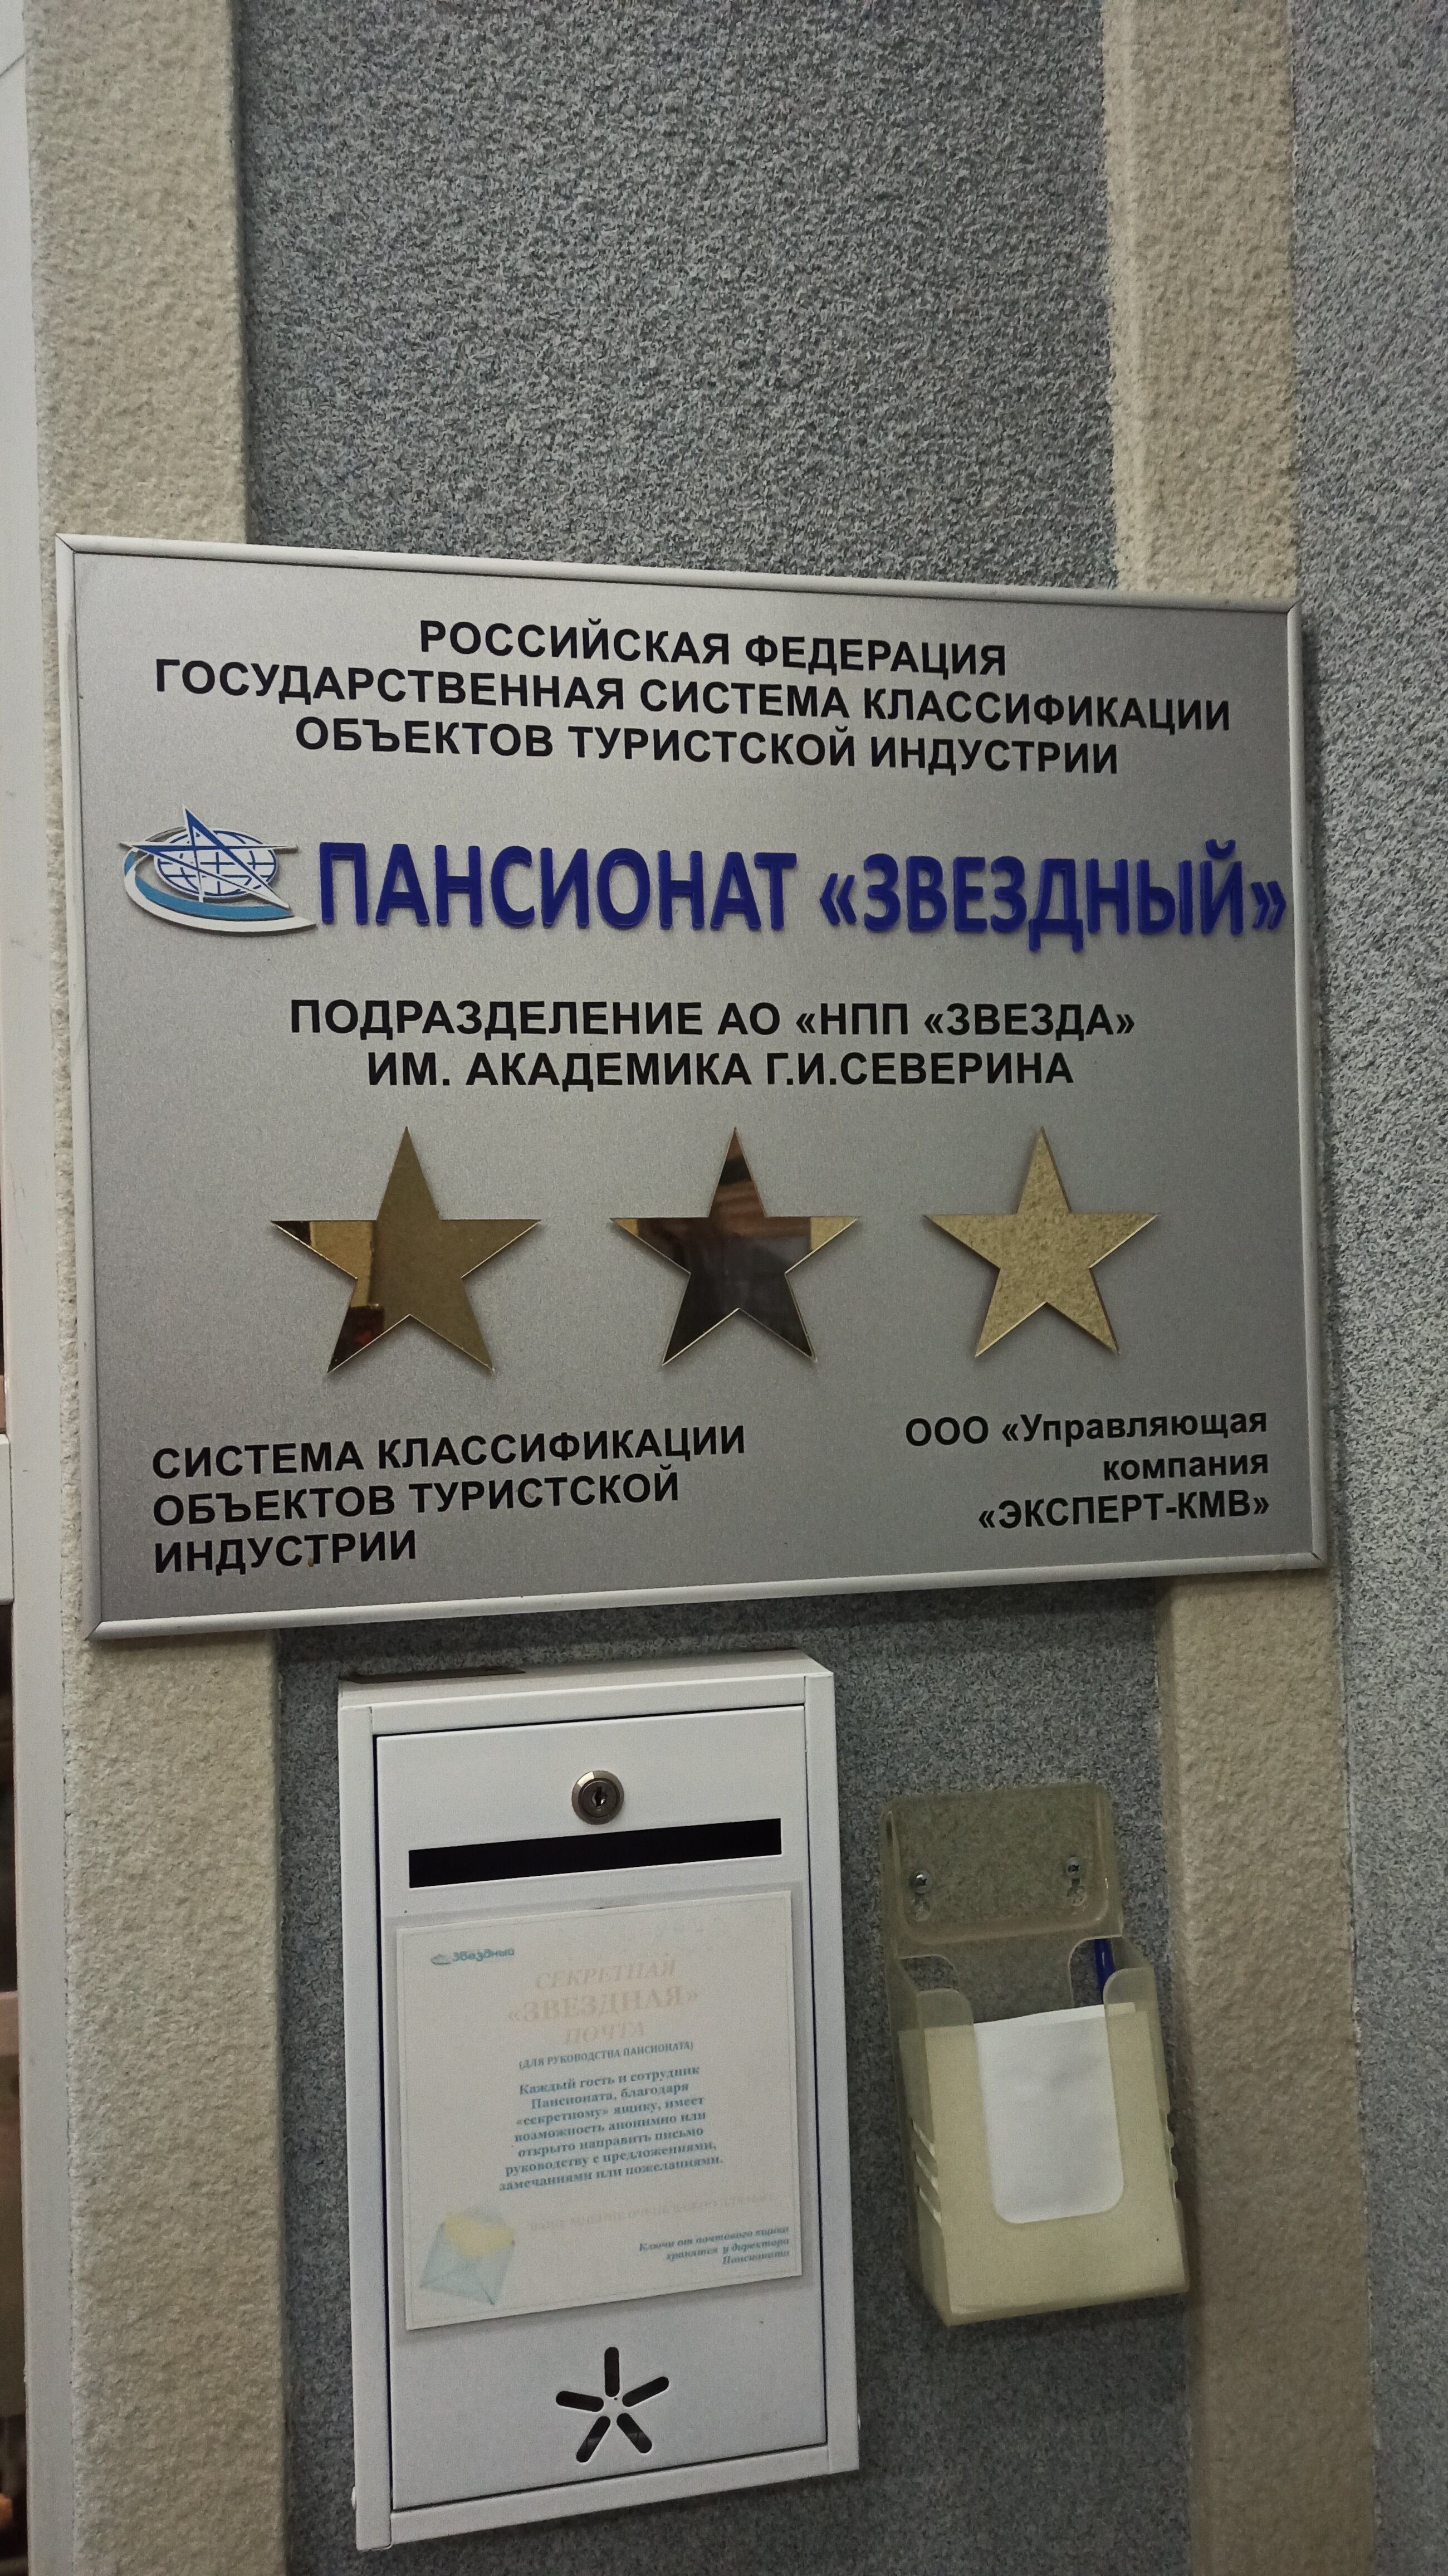 РОССИЙСКАЯ ФЕДЕРАЦИЯ
ГОСУДАРСТВЕННАЯ СИСТЕМА КЛАССИФИКАЦИИ
ОБЪЕКТОВ ТУРИСТСКОЙ ИНДУСТРИИ
ПАНСИОНАТ «ЗВЕЗДНЫЙ»
ПОДРАЗДЕЛЕНИЕ АО «НПП «ЗВЕЗДА»
ИМ. АКАДЕМИКА Г.И.СЕВЕРИНА
СИСТЕМА КЛАССИФИКАЦИИ
ОБЪЕКТОВ ТУРИСТСКОЙ
ИНДУСТРИИ
ООО «Управляющая
компания
«ЭКСПЕРТ-КМВ»
Звездный
СЕКРЕТНАЯ
«ЗВЕЗДНАЯ»
ПОЧТА
(ДЛЯ РУКОВОДСТВА ПАНСИОНАТА)
Каждый гость и сотрудник
Пансионата, благодаря
«секретному» ящику, имеет
возможность анонимно или
открыто направить письмо
руководству с предложениями,
замечаниями или пожеланиями.
Ключи от почтового ящика
хранятся у директора
Пансионата